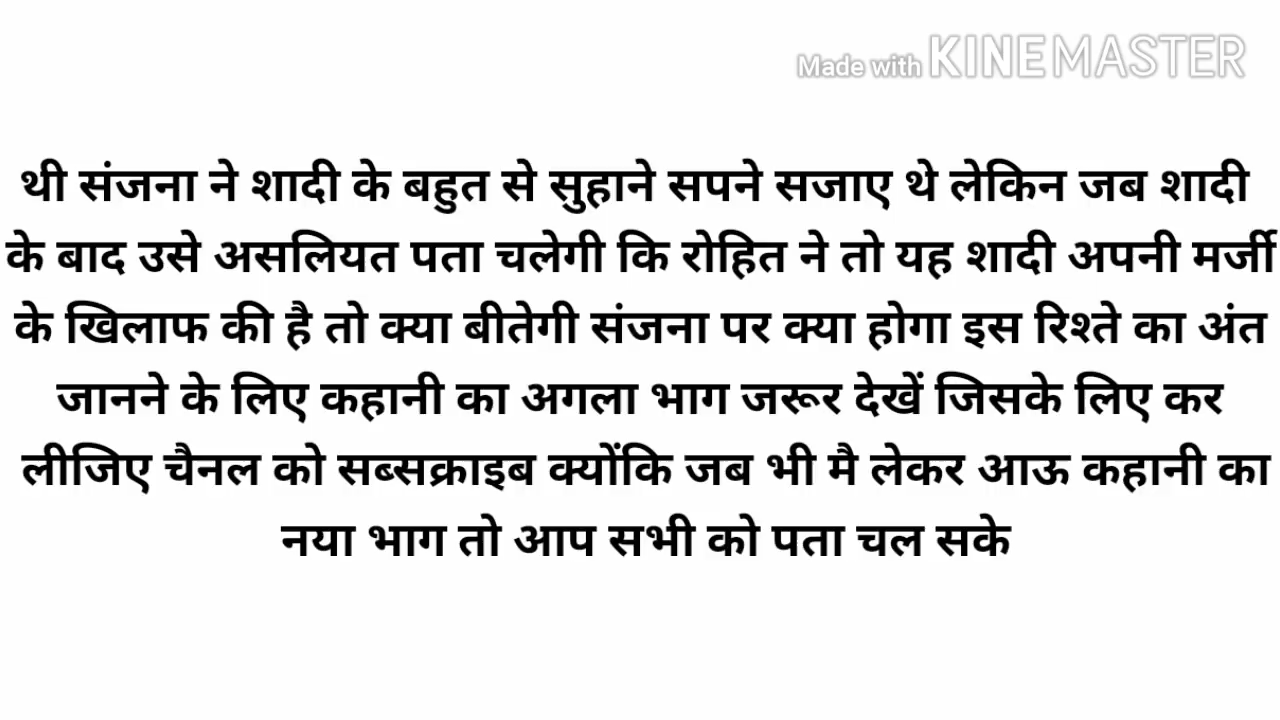 Made with KINEMASTER
थी संजना ने शादी के बहुत से सुहाने सपने सजाए थे लेकिन जब शादी
के बाद उसे असलियत पता चलेगी कि रोहित ने तो यह शादी अपनी मर्जी
के खिलाफ की है तो क्या बीतेगी संजना पर क्या होगा इस रिश्ते का अंत
जानने के लिए कहानी का अगला भाग जरूर देखें जिसके लिए कर
लीजिए चैनल को सब्सक्राइब क्योंकि जब भी मै लेकर आऊ कहानी का
नया भाग तो आप सभी को पता चल सके